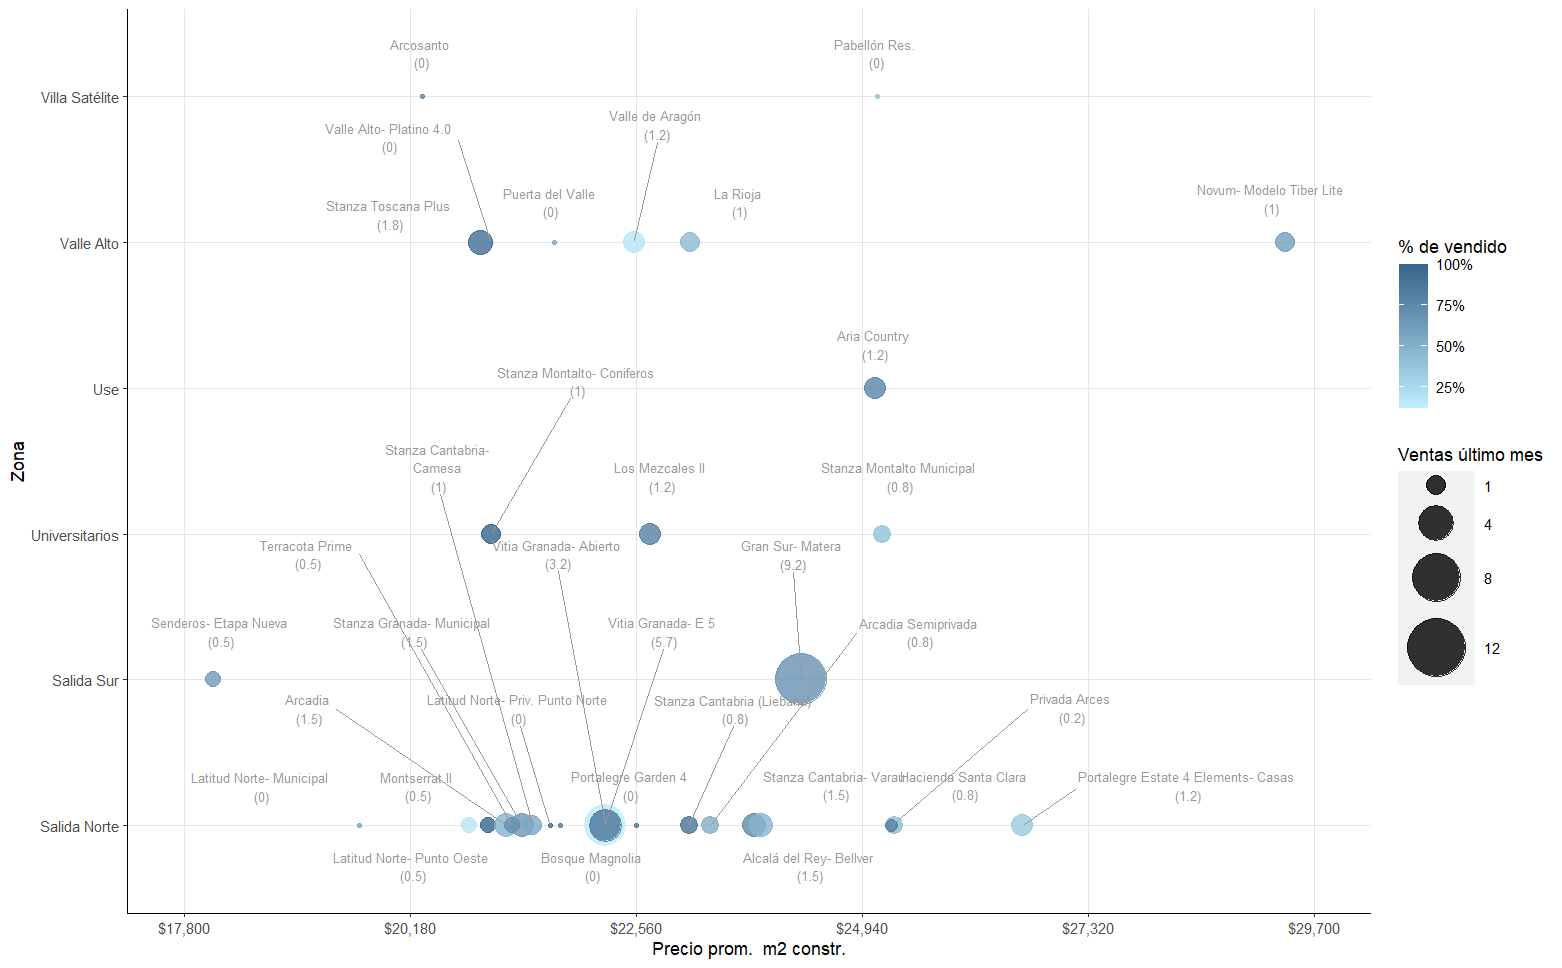 Arcosanto
(0)
Pabellón Res.
(0)
Villa Satélite
Valle Alto- Platino 4.0
(0)
Valle de Aragón
(1.2)
Stanza Toscana Plus
(1.8)
Puerta del Valle
(0)
La Rioja
(1)
Novum- Modelo Tiber Lite
(1)
Valle Alto
Aria Country
(1.2)
Use
Stanza Montalto- Coniferos
(1)
Stanza Cantabria-
Camesa
(1)
Los Mezcales II
(1.2)
Stanza Montalto Municipal
(0.8)
Universitarios
Terracota Prime
(0.5)
Vitia Granada- Abierto
(3.2)
Gran Sur- Matera
(9.2)
Senderos- Etapa Nueva
(0.5)
Stanza Granada- Municipal
(1.5)
Vitia Granada- E 5
(5.7)
Arcadia Semiprivada
(0.8)
Salida Sur
Arcadia
(1.5)
Latitud Norte- Priv. Punto Norte
(0)
Stanza Cantabria (Liebana)
(0.8)
Privada Arces
(0.2)
Latitud Norte- Municipal
(0)
Montserrat II
(0.5)
Portalegre Garden 4
(0)
Stanza Cantabria- Varau
(1.5)
Hacienda Santa Clara
(0.8)
Portalegre Estate 4 Elements- Casas
(1.2)
Salida Norte
Latitud Norte- Punto Oeste
(0.5)
Bosque Magnolia
(0)
Alcalá del Rey- Bellver
(1.5)
Zona
$17,800
$20,180
$22,560
$24,940
$27,320
$29,700
Precio prom.  m2 constr.
% de vendido
100%
75%
50%
25%
Ventas último mes
1
4
8
12